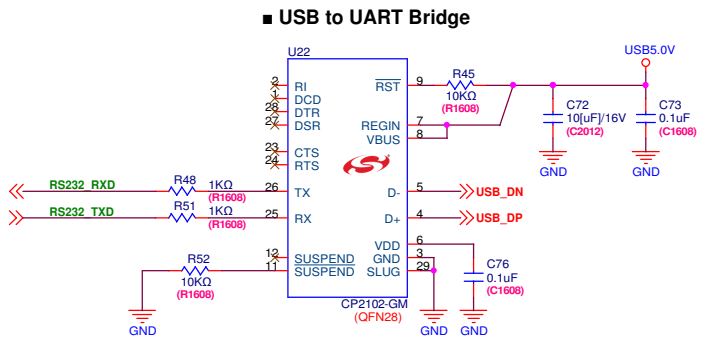 ■ USB to UART Bridge
U22
USB5.0V
2 RI
1 DCD
28 DTR
27 DSR
23 CTS
24 RTS
RST 9
R45
10KΩ
(R1608)
REGIN 7
VBUS 8
C72
10[uF]/16V
(C2012)
GND
C73
0.1uF
(C1608)
GND
RS232_RXD
R48
1KΩ
(R1608)
26 TX
RS232_TXD
R51
1KΩ
(R1608)
25 RX
D- 5 USB_DN
D+ 4 USB_DP
R52
10KΩ
(R1608)
GND
12 SUSPEND
11 SUSPEND
VDD 6
GND 3
SLUG 29
C76
0.1uF
(C1608)
GND
GND
CP2102-GM
(QFN28)